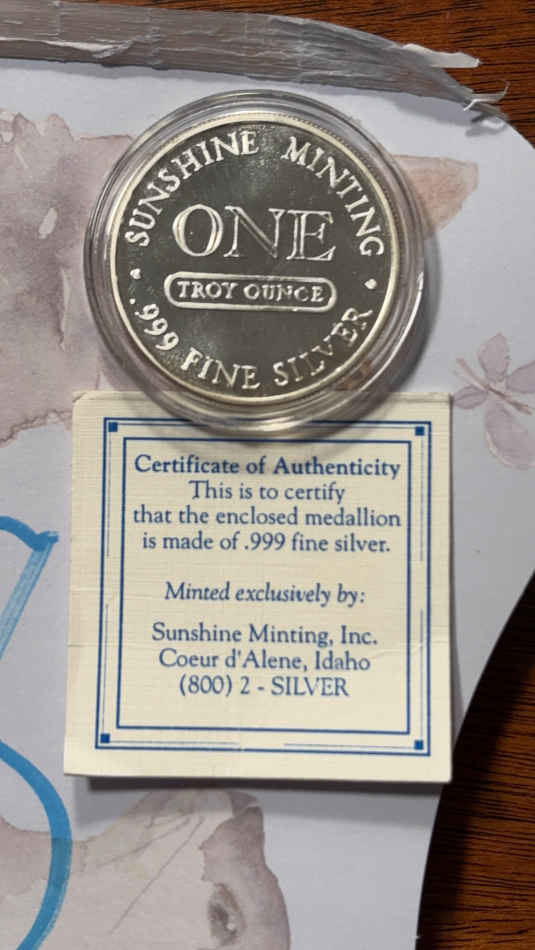 SUNSHINE MINTING
ONE
TROY OUNCE
.999 FINE SILVER
Certificate of Authenticity
This is to certify
that the enclosed medallion
is made of .999 fine silver.
Minted exclusively by:
Sunshine Minting, Inc.
Coeur d'Alene, Idaho
(800) 2 - SILVER